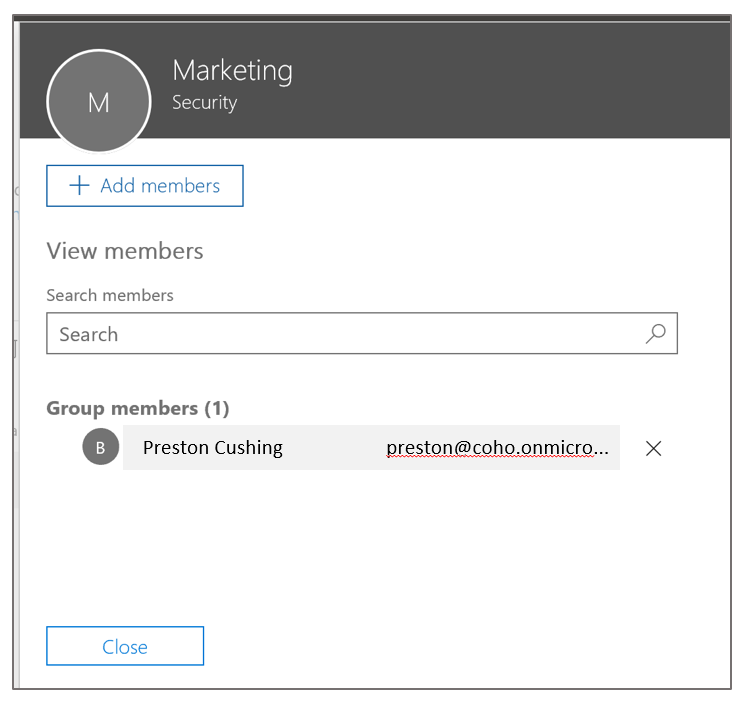 Marketing
M
Security
+ Add members
View members
Search members
Search
Group members (1)
B Preston Cushing preston@coho.onmicro...
Close